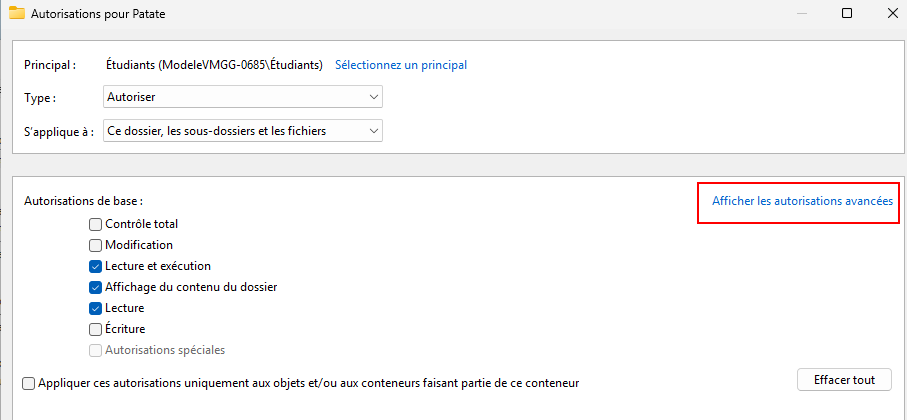 Autorisations pour Patate
Principal : Étudiants (ModeleVMGG-0685\Étudiants) Sélectionnez un principal
Type : Autoriser
S'applique à : Ce dossier, les sous-dossiers et les fichiers
Autorisations de base : Afficher les autorisations avancées
Contrôle total
Modification
Lecture et exécution
Affichage du contenu du dossier
Lecture
Écriture
Autorisations spéciales
Appliquer ces autorisations uniquement aux objets et/ou aux conteneurs faisant partie de ce conteneur
Effacer tout